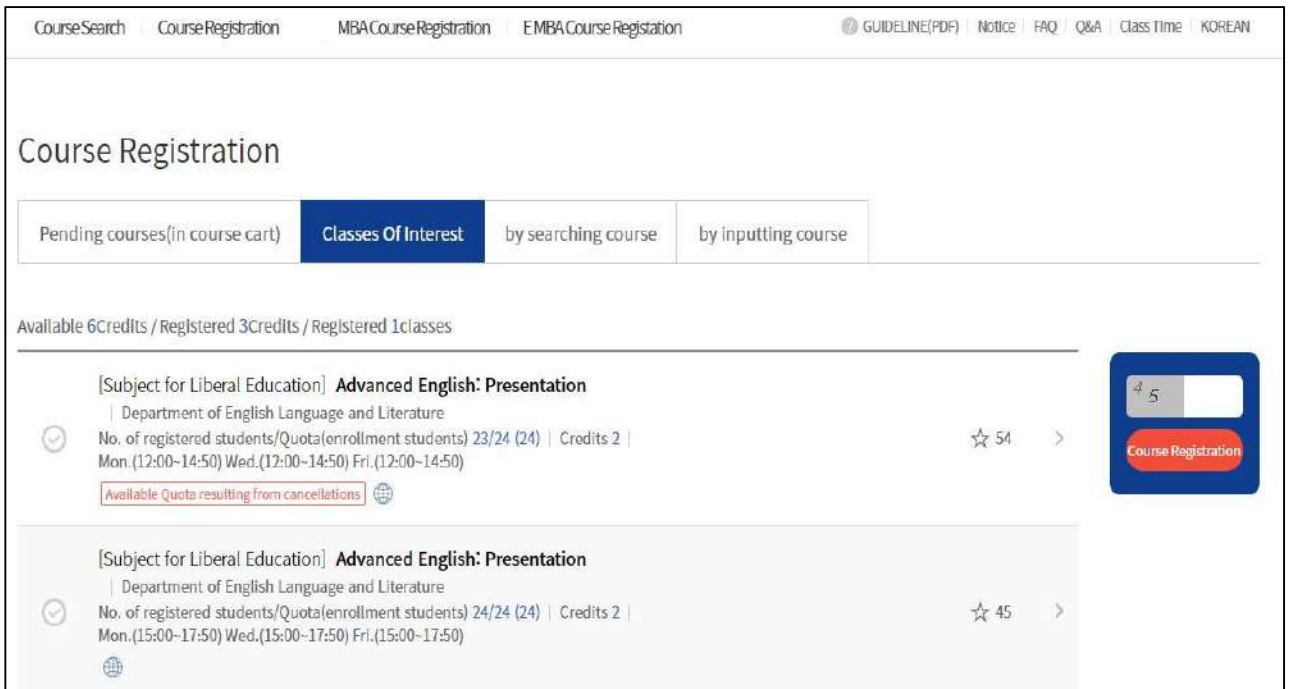 Course Search Course Registration MBA Course Registration EMBA Course Registation ? GUIDELINE(PDF) Notice FAQ Q&A Class Time KOREAN
Course Registration
Pending courses(in course cart) Classes Of Interest by searching course by inputting course
Available 6Credits / Registered 3Credits / Registered 1classes
[Subject for Liberal Education] Advanced English: Presentation
| Department of English Language and Literature
No. of registered students/Quota(enrollment students) 23/24 (24) | Credits 2 |
Mon.(12:00~14:50) Wed.(12:00~14:50) Fri.(12:00~14:50)
Available Quota resulting from cancellations
54
45
Course Registration
[Subject for Liberal Education] Advanced English: Presentation
| Department of English Language and Literature
No. of registered students/Quota(enrollment students) 24/24 (24) | Credits 2 |
Mon.(15:00~17:50) Wed.(15:00~17:50) Fri.(15:00~17:50)
45